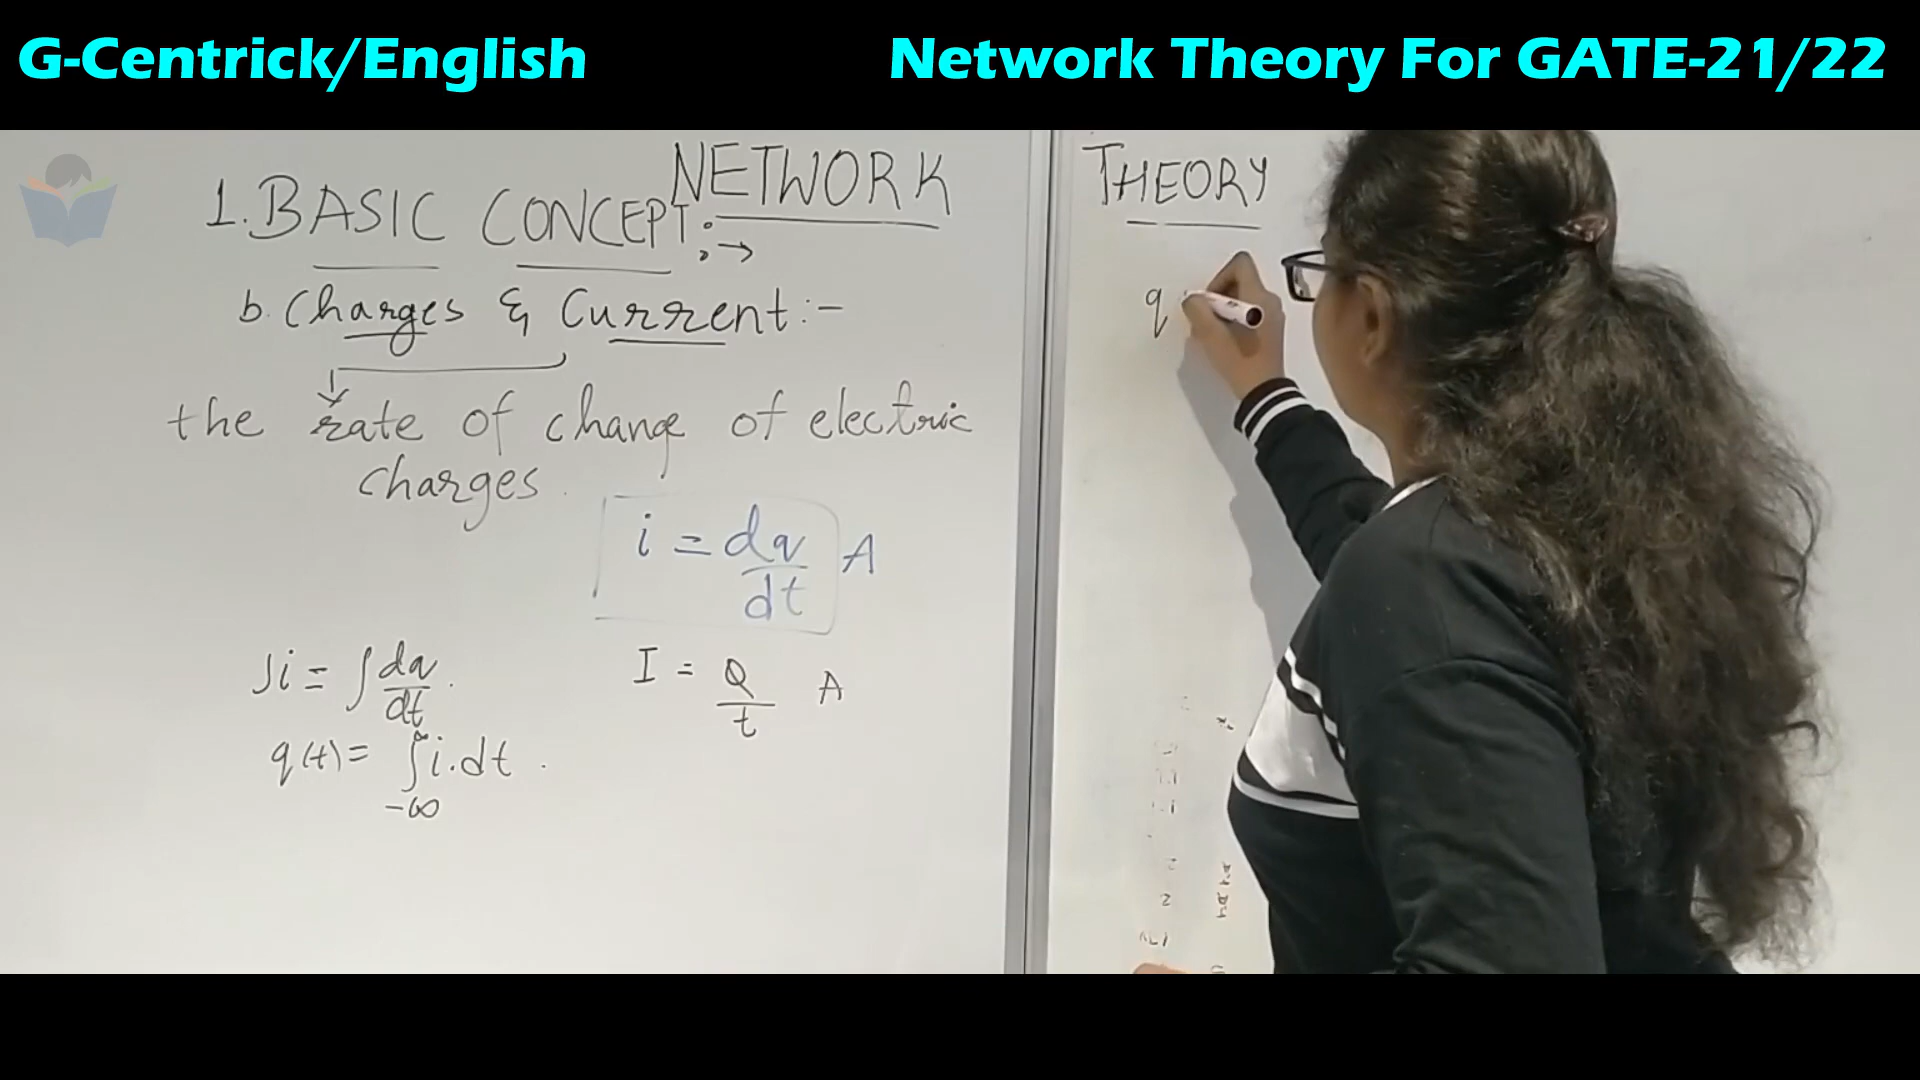 G-Centrick/English
Network Theory For GATE-21/22
NETWORK THEORY
1. BASIC CONCEPT :→
b. Charges & Current :-
the rate of change of electric
charges.
i = dq/dt A
∫i = ∫dq/dt.
I = Q/t A
q(t) = ∫i.dt.
-∞
q